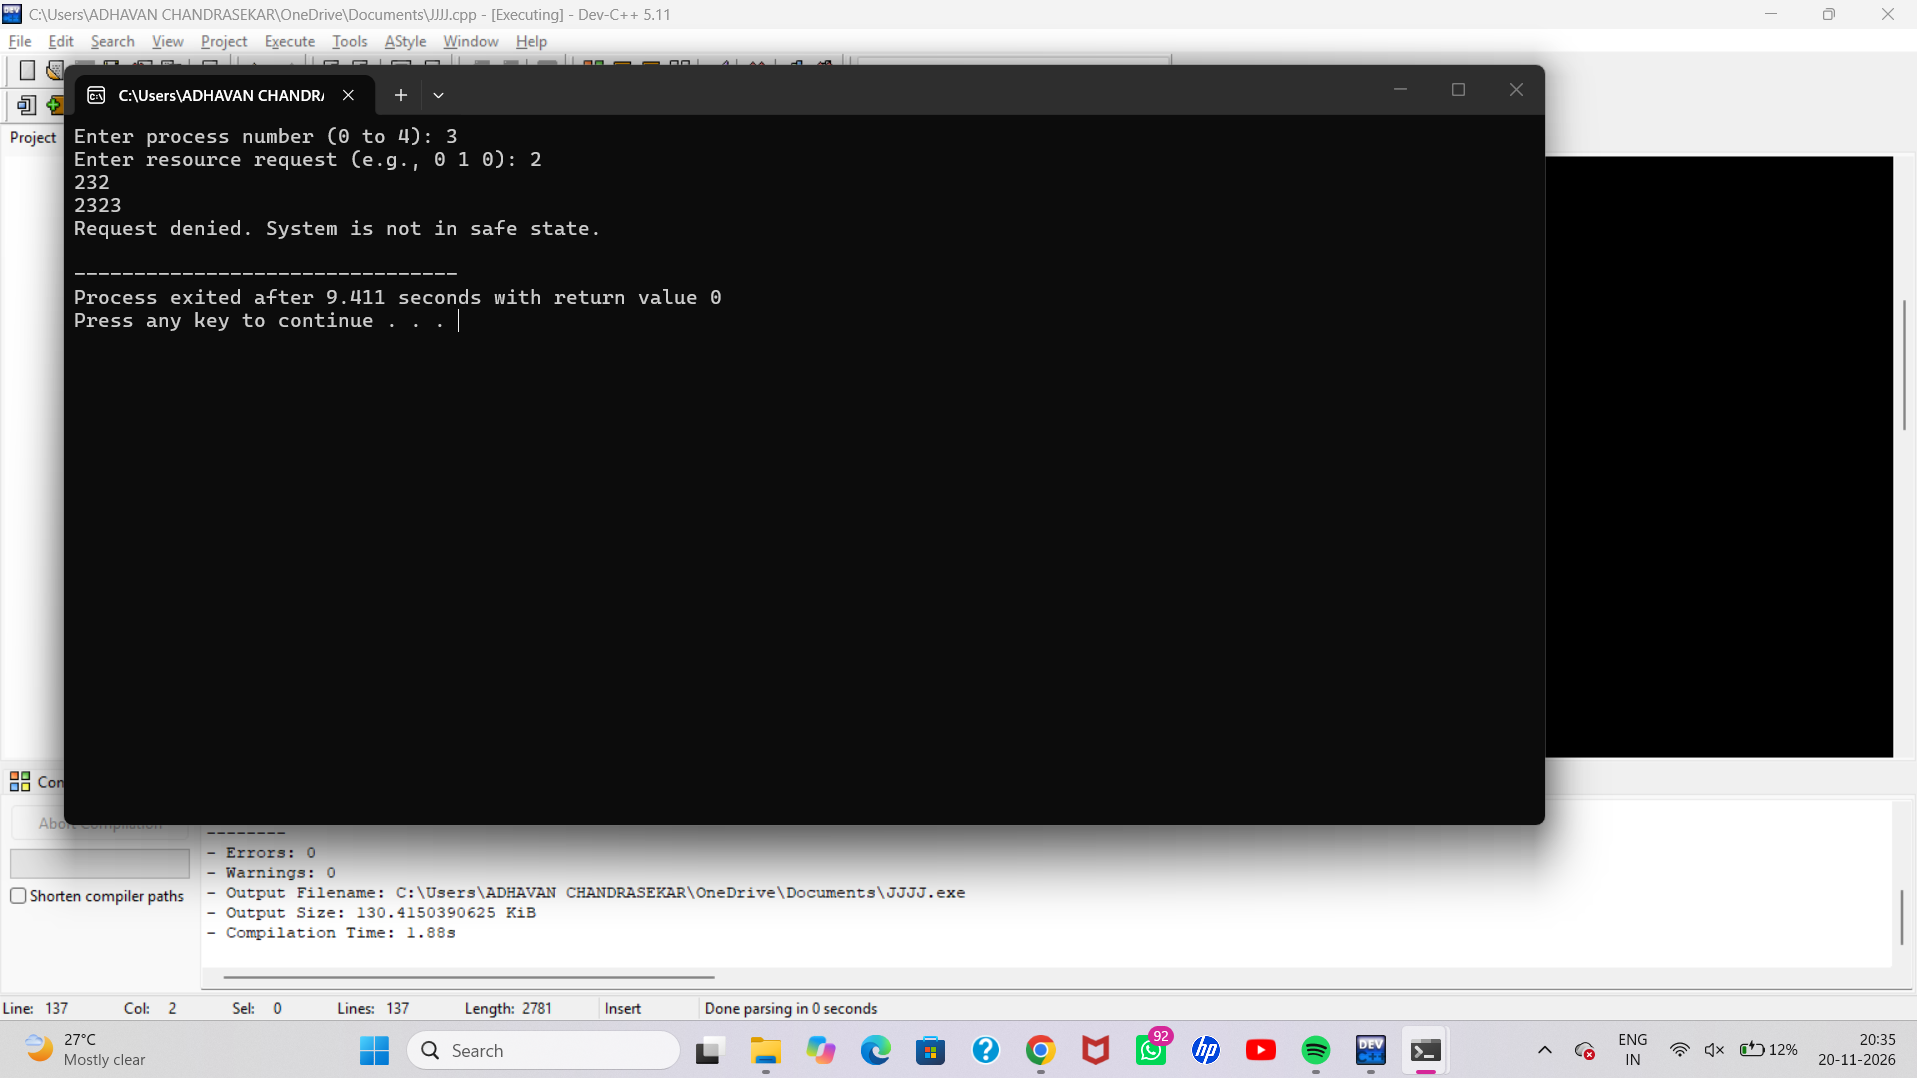 C:\Users\ADHAVAN CHANDRASEKAR\OneDrive\Documents\JJJJ.cpp - [Executing] - Dev-C++ 5.11
File Edit Search View Project Execute Tools AStyle Window Help
C:\Users\ADHAVAN CHANDRA
Project
Enter process number (0 to 4): 3
Enter resource request (e.g., 0 1 0): 2
232
2323
Request denied. System is not in safe state.
--------------------------------
Process exited after 9.411 seconds with return value 0
Press any key to continue . . .
Abort Compilation
Shorten compiler paths
--------
- Errors: 0
- Warnings: 0
- Output Filename: C:\Users\ADHAVAN CHANDRASEKAR\OneDrive\Documents\JJJJ.exe
- Output Size: 130.4150390625 KiB
- Compilation Time: 1.88s
Line: 137 Col: 2 Sel: 0 Lines: 137 Length: 2781 Insert Done parsing in 0 seconds
27°C
Mostly clear
Search
92
hp
DEV C++
ENG
IN
12%
20:35
20-11-2026